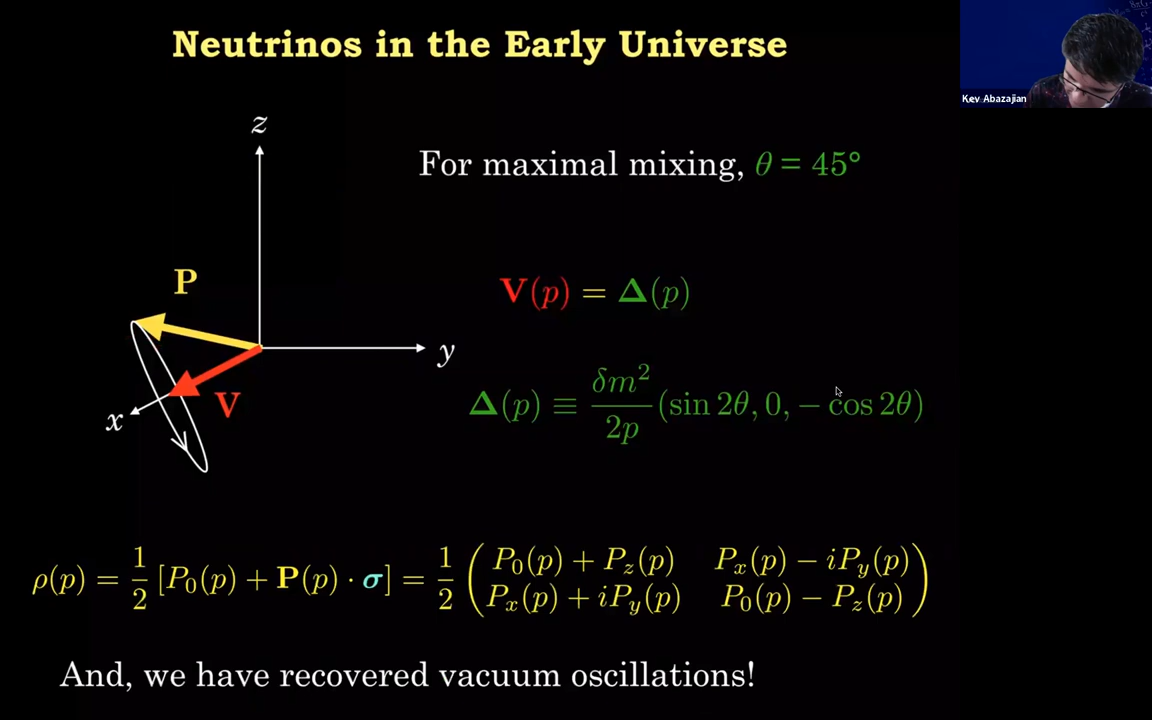 Neutrinos in the Early Universe
Kev Abazajian
z
For maximal mixing, θ = 45°
P
V(p) = Δ(p)
y
V
x
Δ(p) ≡ δm²/2p (sin 2θ, 0, − cos 2θ)
ρ(p) = 1/2 [P₀(p) + P(p) · σ] = 1/2 ( P₀(p) + P_z(p) P_x(p) − iP_y(p)
P_x(p) + iP_y(p) P₀(p) − P_z(p) )
And, we have recovered vacuum oscillations!